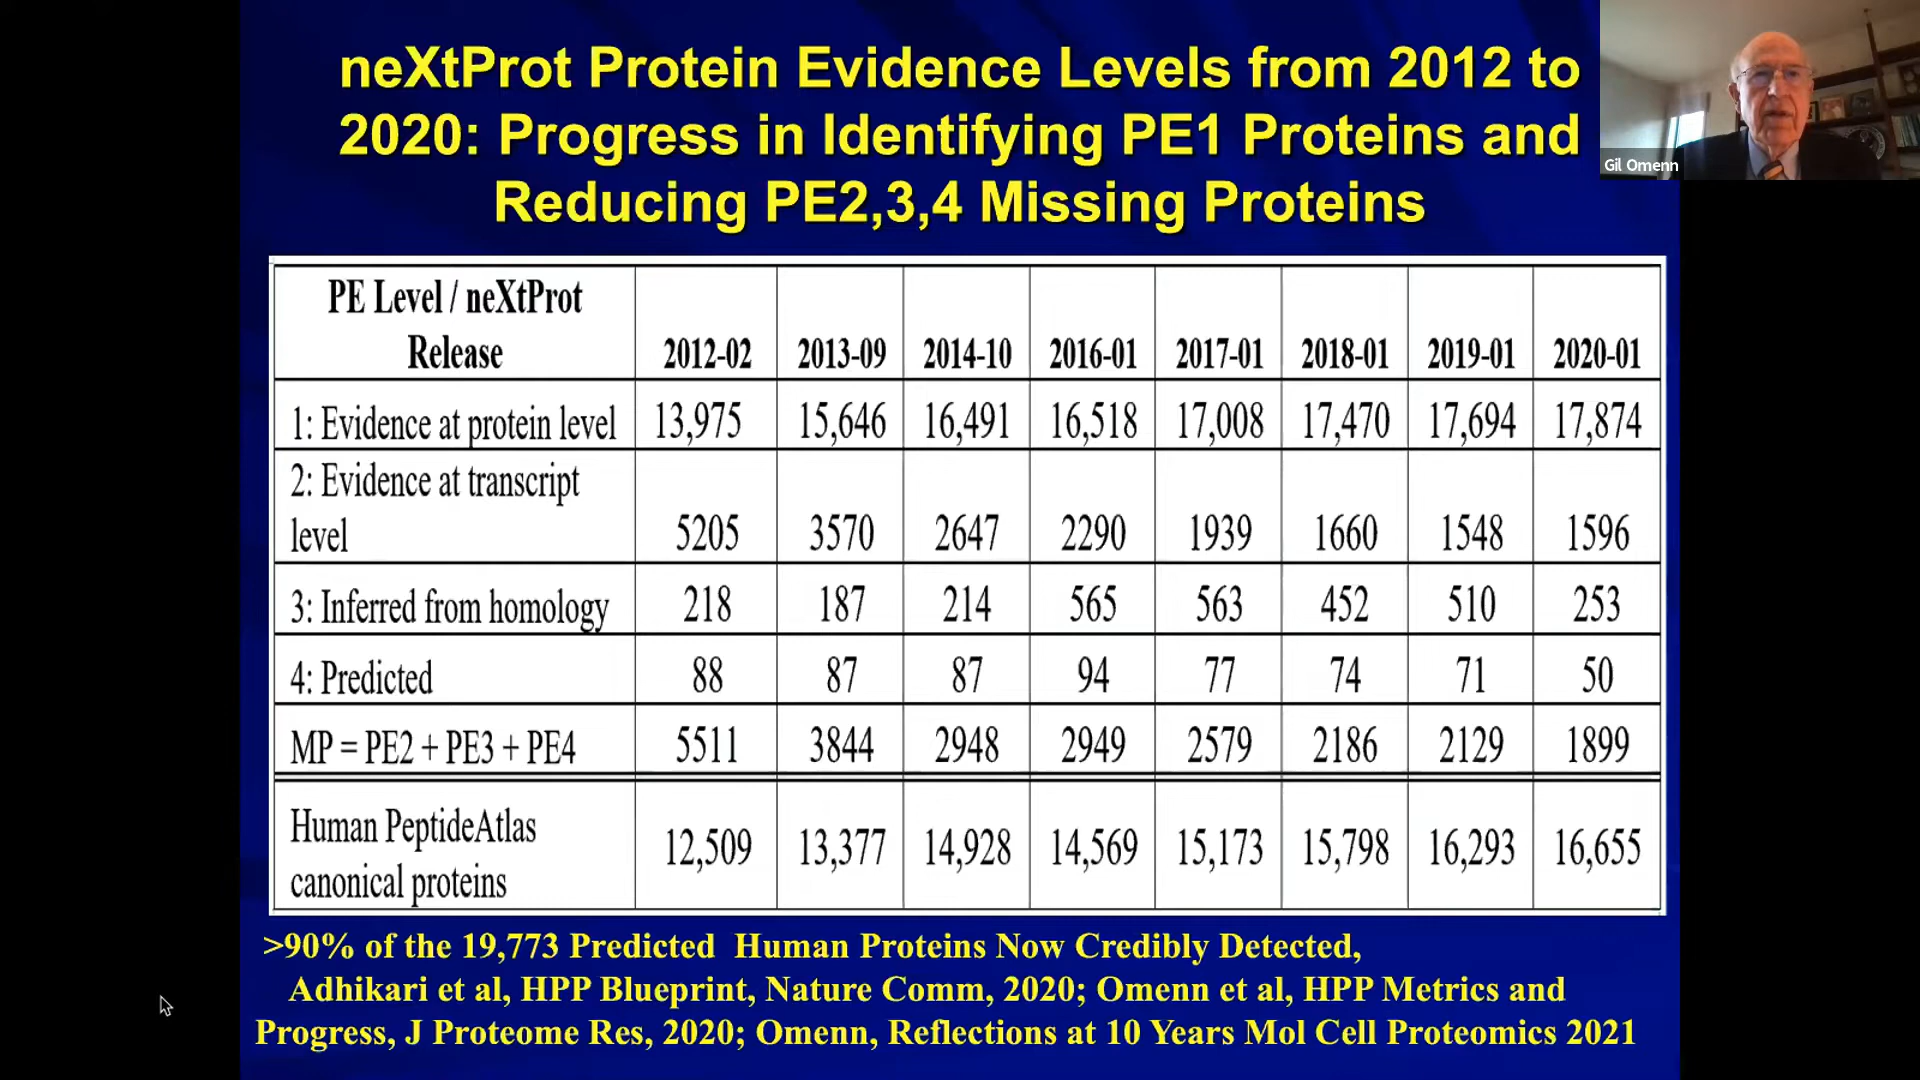 neXtProt Protein Evidence Levels from 2012 to
2020: Progress in Identifying PE1 Proteins and
Reducing PE2,3,4 Missing Proteins
Gil Omenn
PE Level / neXtProt
Release 2012-02 2013-09 2014-10 2016-01 2017-01 2018-01 2019-01 2020-01
1: Evidence at protein level 13,975 15,646 16,491 16,518 17,008 17,470 17,694 17,874
2: Evidence at transcript
level 5205 3570 2647 2290 1939 1660 1548 1596
3: Inferred from homology 218 187 214 565 563 452 510 253
4: Predicted 88 87 87 94 77 74 71 50
MP = PE2 + PE3 + PE4 5511 3844 2948 2949 2579 2186 2129 1899
Human PeptideAtlas
canonical proteins 12,509 13,377 14,928 14,569 15,173 15,798 16,293 16,655
>90% of the 19,773 Predicted Human Proteins Now Credibly Detected,
Adhikari et al, HPP Blueprint, Nature Comm, 2020; Omenn et al, HPP Metrics and
Progress, J Proteome Res, 2020; Omenn, Reflections at 10 Years Mol Cell Proteomics 2021